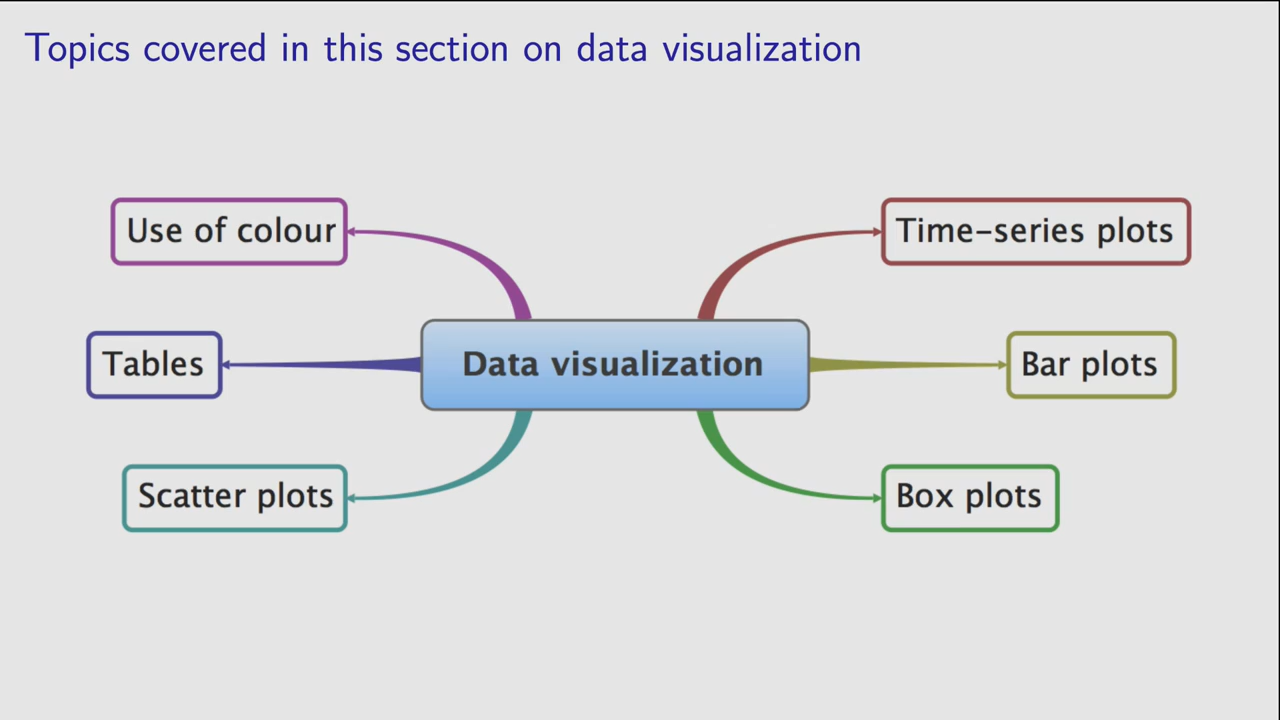 Topics covered in this section on data visualization
Use of colour
Time-series plots
Tables
Data visualization
Bar plots
Scatter plots
Box plots